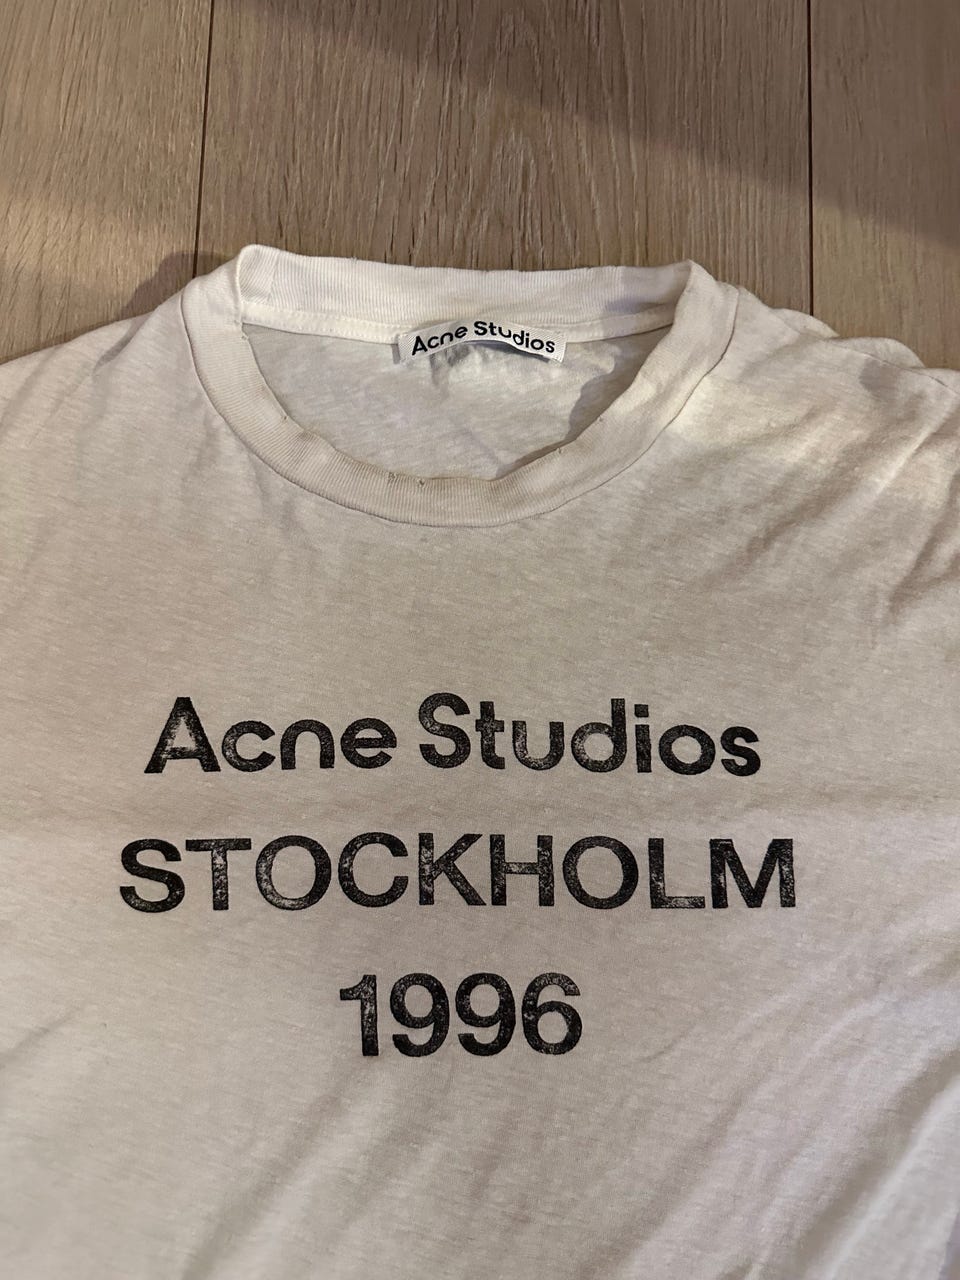 Acne Studios
Acne Studios
STOCKHOLM
1996